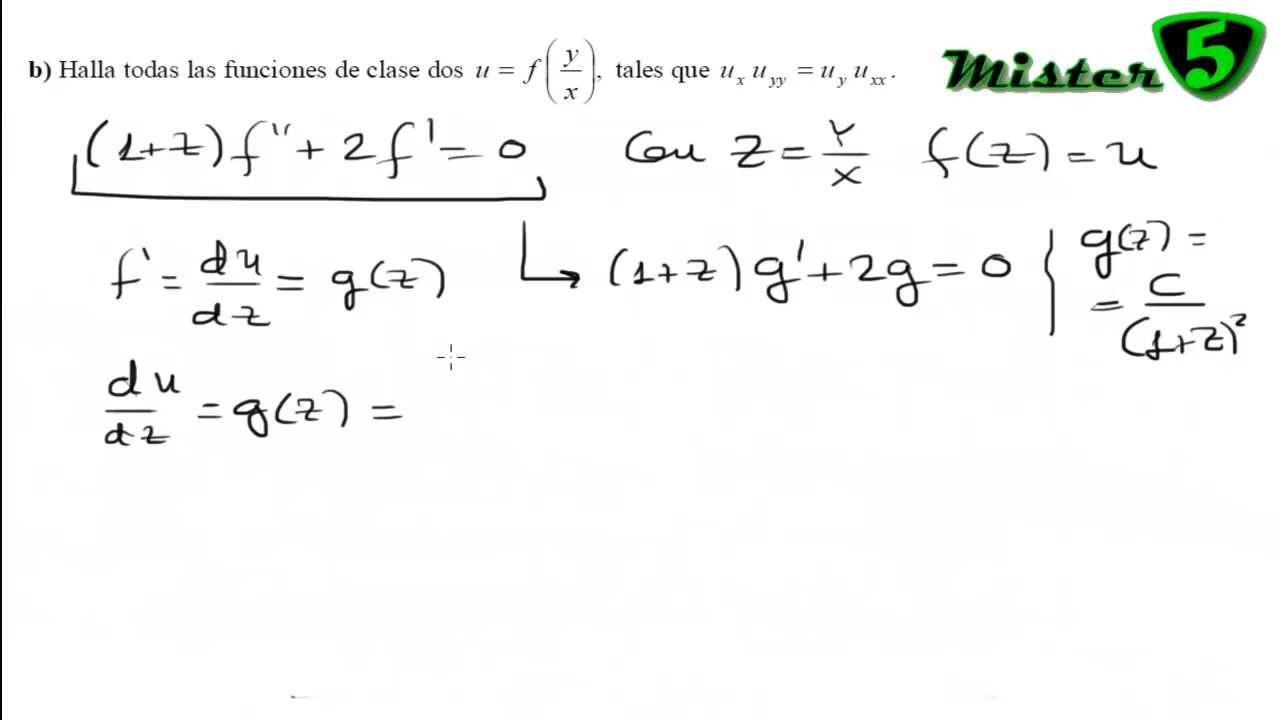 b) Halla todas las funciones de clase dos u = f(y/x), tales que u_x u_yy = u_y u_xx.
Mister 5
(1+z)f'' + 2f' = 0 Con z = y/x f(z) = u
f' = du/dz = g(z) ↳ (1+z)g' + 2g = 0 { g(z) =
= C/(1+z)²
du/dz = g(z) =